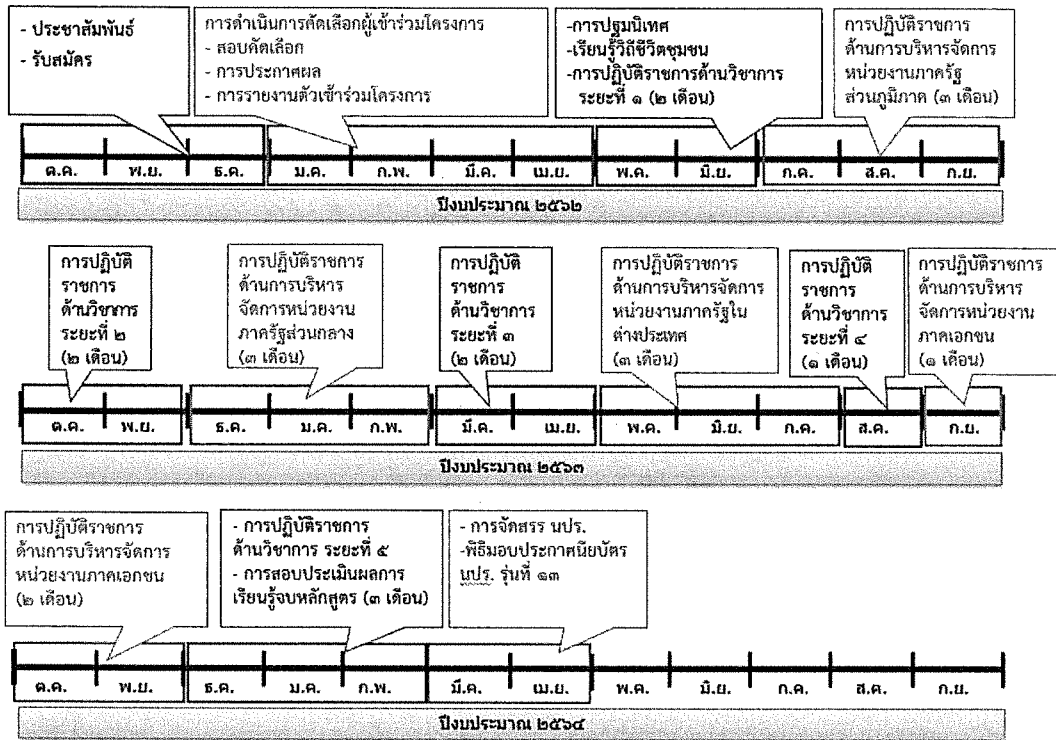 - ประชาสัมพันธ์
- รับสมัคร
การดำเนินการคัดเลือกผู้เข้าร่วมโครงการ
- สอบคัดเลือก
- การประกาศผล
- การรายงานตัวเข้าร่วมโครงการ
-การปฐมนิเทศ
-เรียนรู้วิถีชีวิตชุมชน
-การปฏิบัติราชการด้านวิชาการ
ระยะที่ ๑ (๒ เดือน)
การปฏิบัติราชการ
ด้านการบริหารจัดการ
หน่วยงานภาครัฐ
ส่วนภูมิภาค (๓ เดือน)
ต.ค. พ.ย. ธ.ค. ม.ค. ก.พ. มี.ค. เม.ย. พ.ค. มิ.ย. ก.ค. ส.ค. ก.ย.
ปีงบประมาณ ๒๕๖๒
การปฏิบัติ
ราชการ
ด้านวิชาการ
ระยะที่ ๒
(๒ เดือน)
การปฏิบัติราชการ
ด้านการบริหาร
จัดการหน่วยงาน
ภาครัฐส่วนกลาง
(๓ เดือน)
การปฏิบัติ
ราชการ
ด้านวิชาการ
ระยะที่ ๓
(๒ เดือน)
การปฏิบัติราชการ
ด้านการบริหารจัดการ
หน่วยงานภาครัฐใน
ต่างประเทศ
(๓ เดือน)
การปฏิบัติ
ราชการ
ด้านวิชาการ
ระยะที่ ๔
(๑ เดือน)
การปฏิบัติราชการ
ด้านการบริหาร
จัดการหน่วยงาน
ภาคเอกชน
(๑ เดือน)
ต.ค. พ.ย. ธ.ค. ม.ค. ก.พ. มี.ค. เม.ย. พ.ค. มิ.ย. ก.ค. ส.ค. ก.ย.
ปีงบประมาณ ๒๕๖๓
การปฏิบัติราชการ
ด้านการบริหารจัดการ
หน่วยงานภาคเอกชน
(๒ เดือน)
- การปฏิบัติราชการ
ด้านวิชาการ ระยะที่ ๕
- การสอบประเมินผลการ
เรียนรู้จบหลักสูตร (๓ เดือน)
- การจัดสรร นปร.
-พิธีมอบประกาศนียบัตร
นปร. รุ่นที่ ๑๓
ต.ค. พ.ย. ธ.ค. ม.ค. ก.พ. มี.ค. เม.ย. พ.ค. มิ.ย. ก.ค. ส.ค. ก.ย.
ปีงบประมาณ ๒๕๖๔